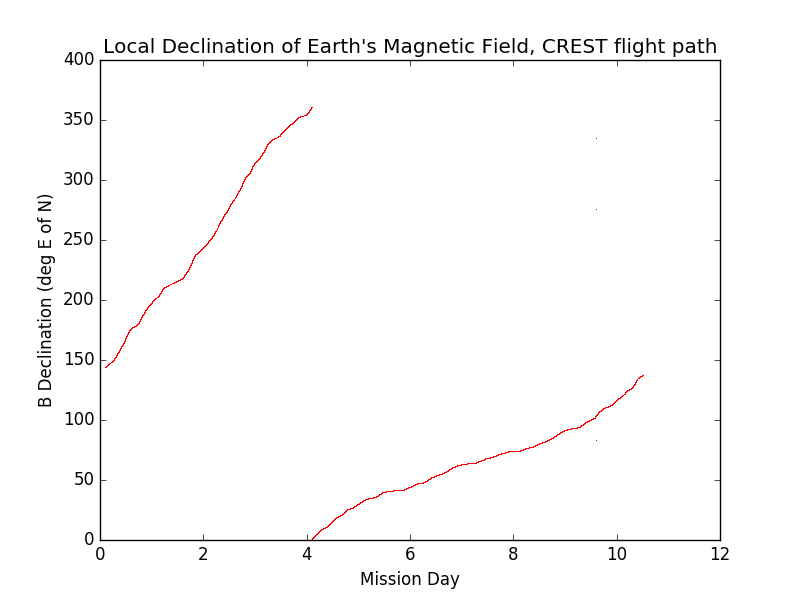 Local Declination of Earth's Magnetic Field, CREST flight path
400
350
300
250
200
150
100
50
0
B Declination (deg E of N)
0 2 4 6 8 10 12
Mission Day